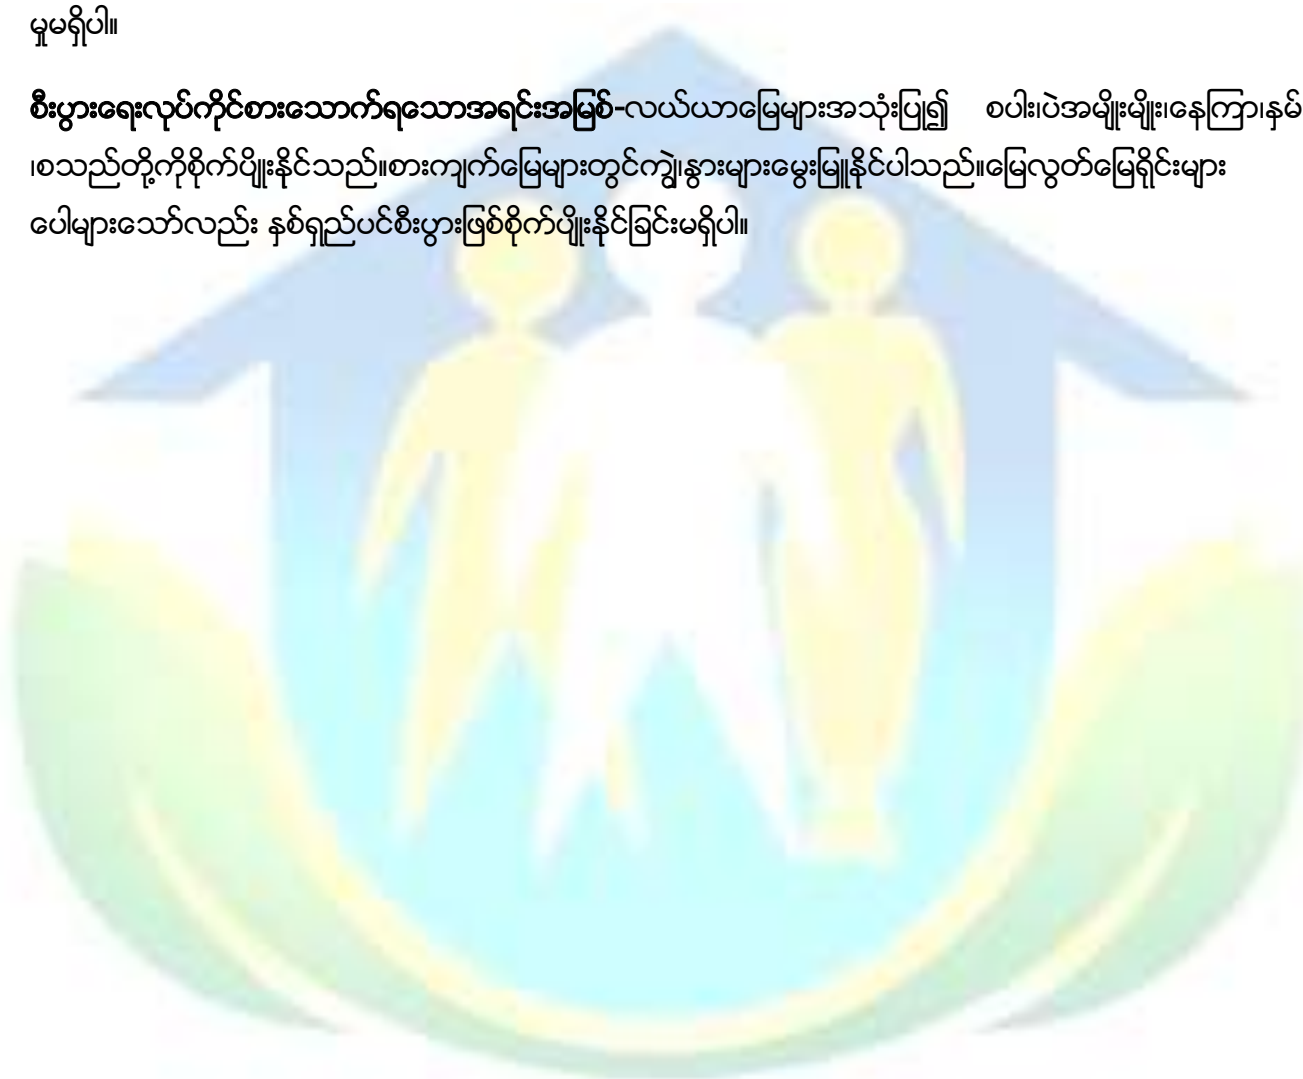 မှုမရှိပါ။
စီးပွားရေးလုပ်ကိုင်စားသောက်ရသောအရင်းအမြစ်-လယ်ယာမြေများအသုံးပြု၍ စပါး၊ပဲအမျိုးမျိုး၊နေကြာ၊နှမ်
၊စသည်တို့ကိုစိုက်ပျိုးနိုင်သည်။စားကျက်မြေများတွင်ကျွဲ၊နွားများမွေးမြူနိုင်ပါသည်။မြေလွတ်မြေရိုင်းများ
ပေါများသော်လည်း နှစ်ရှည်ပင်စီးပွားဖြစ်စိုက်ပျိုးနိုင်ခြင်းမရှိပါ။